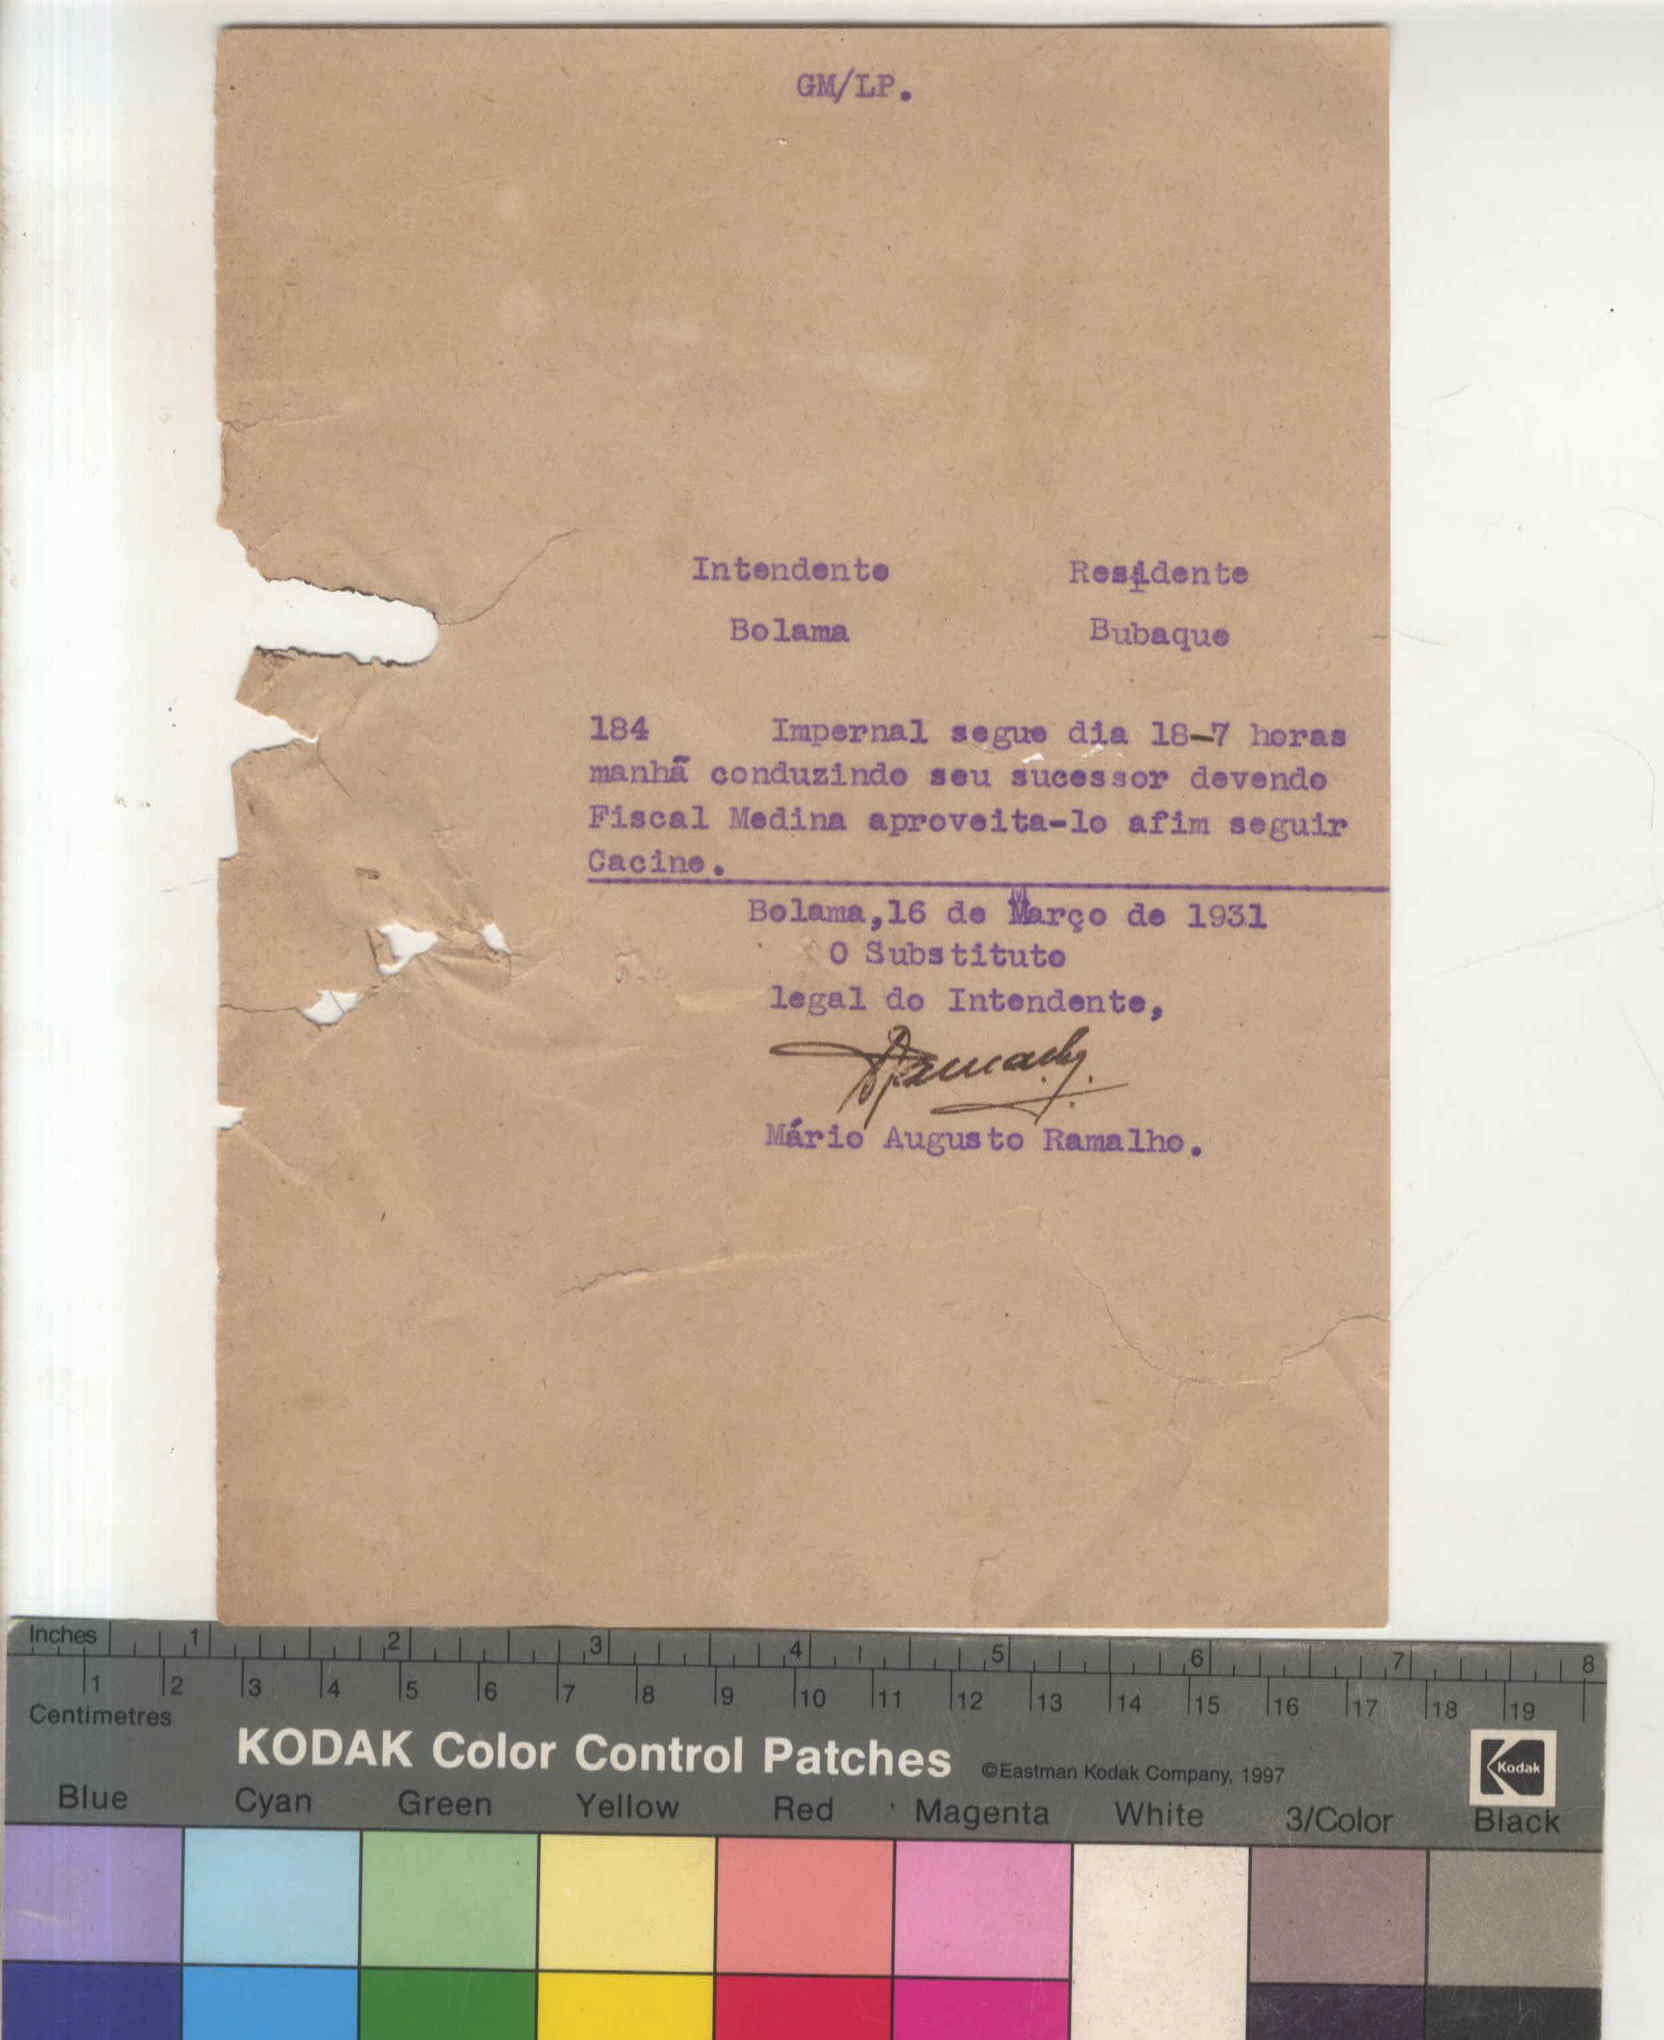 GM/LP.
Intendente Residente
Bolama Bubaque
184 Impernal segue dia 18-7 horas
manhã conduzindo seu sucessor devendo
Fiscal Medina aproveita-lo afim seguir
Cacine.
Bolama,16 de Março de 1931
O Substituto
legal do Intendente,
Ramalho
Mário Augusto Ramalho.
Inches 1 2 3 4 5 6 7 8
1 2 3 4 5 6 7 8 9 10 11 12 13 14 15 16 17 18 19
Centimetres
KODAK Color Control Patches ©Eastman Kodak Company, 1997 Kodak
Blue Cyan Green Yellow Red Magenta White 3/Color Black